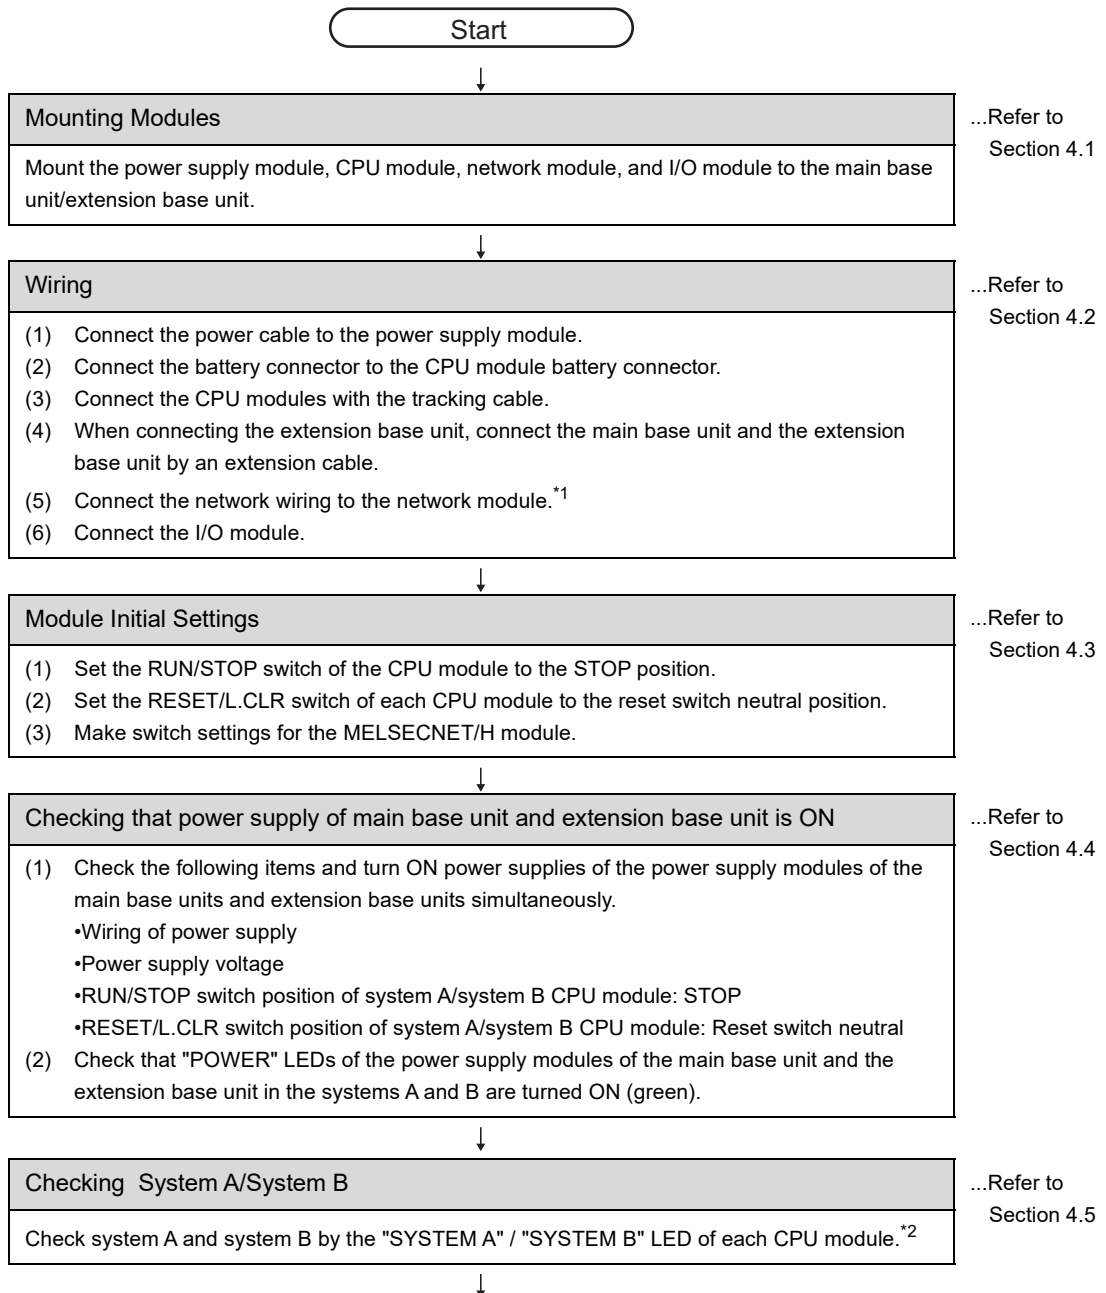 Start
Mounting Modules
...Refer to
Section 4.1
Mount the power supply module, CPU module, network module, and I/O module to the main base
unit/extension base unit.
Wiring
...Refer to
Section 4.2
(1) Connect the power cable to the power supply module.
(2) Connect the battery connector to the CPU module battery connector.
(3) Connect the CPU modules with the tracking cable.
(4) When connecting the extension base unit, connect the main base unit and the extension
base unit by an extension cable.
(5) Connect the network wiring to the network module.*1
(6) Connect the I/O module.
Module Initial Settings
...Refer to
Section 4.3
(1) Set the RUN/STOP switch of the CPU module to the STOP position.
(2) Set the RESET/L.CLR switch of each CPU module to the reset switch neutral position.
(3) Make switch settings for the MELSECNET/H module.
Checking that power supply of main base unit and extension base unit is ON
...Refer to
Section 4.4
(1) Check the following items and turn ON power supplies of the power supply modules of the
main base units and extension base units simultaneously.
•Wiring of power supply
•Power supply voltage
•RUN/STOP switch position of system A/system B CPU module: STOP
•RESET/L.CLR switch position of system A/system B CPU module: Reset switch neutral
(2) Check that "POWER" LEDs of the power supply modules of the main base unit and the
extension base unit in the systems A and B are turned ON (green).
Checking System A/System B
...Refer to
Section 4.5
Check system A and system B by the "SYSTEM A" / "SYSTEM B" LED of each CPU module.*2